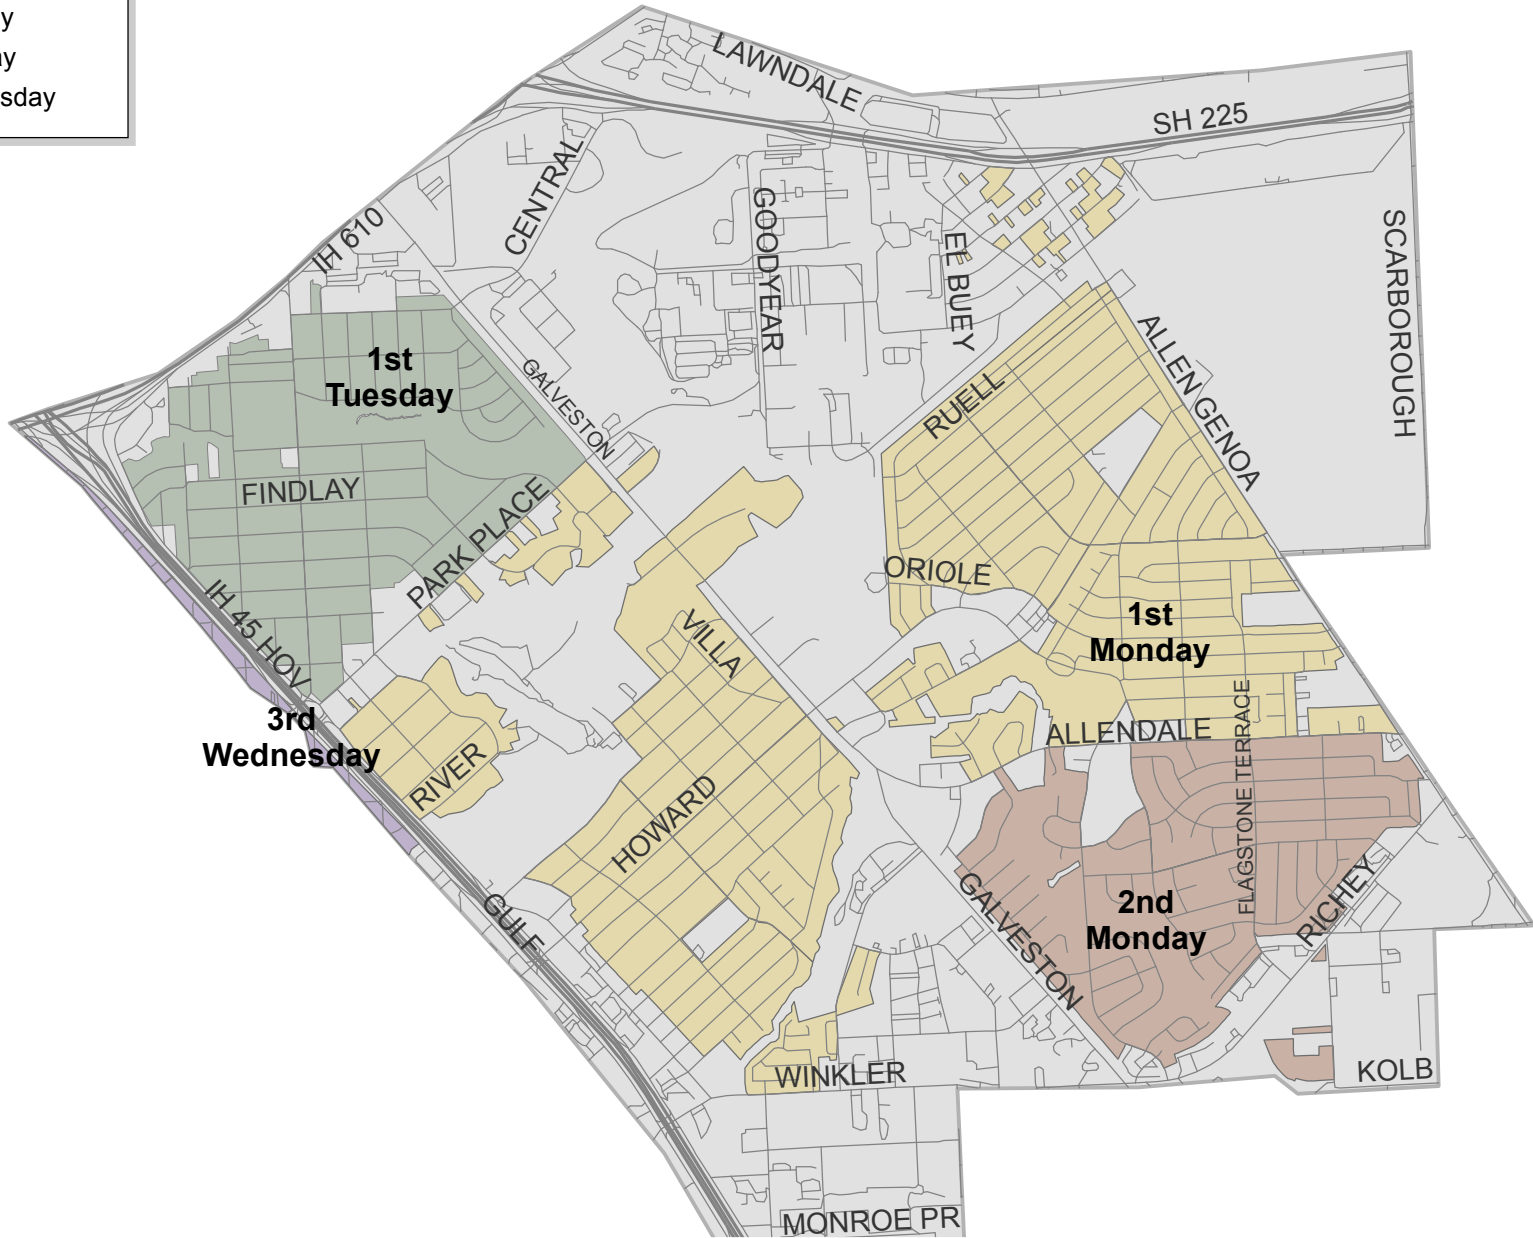 sday
LAWNDALE
SH 225
CENTRAL
IH 610
GOODYEAR
EL BUEY
SCARBOROUGH
1st
Tuesday
GALVESTON
ALLEN GENOA
RUELL
FINDLAY
PARK PLACE
ORIOLE
IH 45 HOV
VILLA
1st
Monday
3rd
Wednesday
FLAGSTONE TERRACE
ALLENDALE
RIVER
HOWARD
GULF
GALVESTON
2nd
Monday
RICHEY
WINKLER
KOLB
MONROE PR